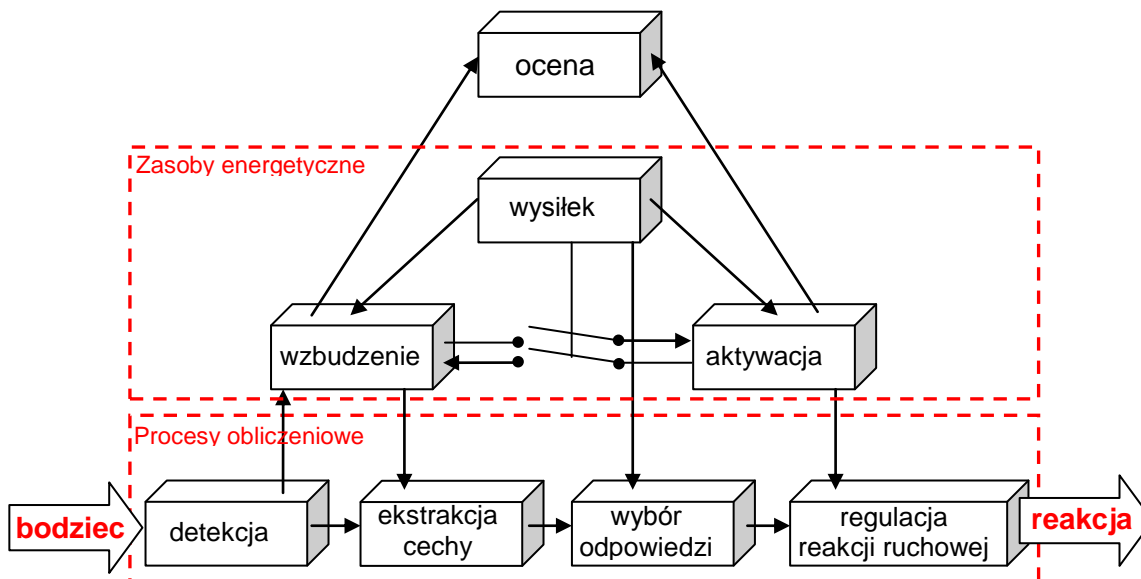 ocena
Zasoby energetyczne
wysiłek
wzbudzenie
aktywacja
Procesy obliczeniowe
bodziec
detekcja
ekstrakcja
cechy
wybór
odpowiedzi
regulacja
reakcji ruchowej
reakcja